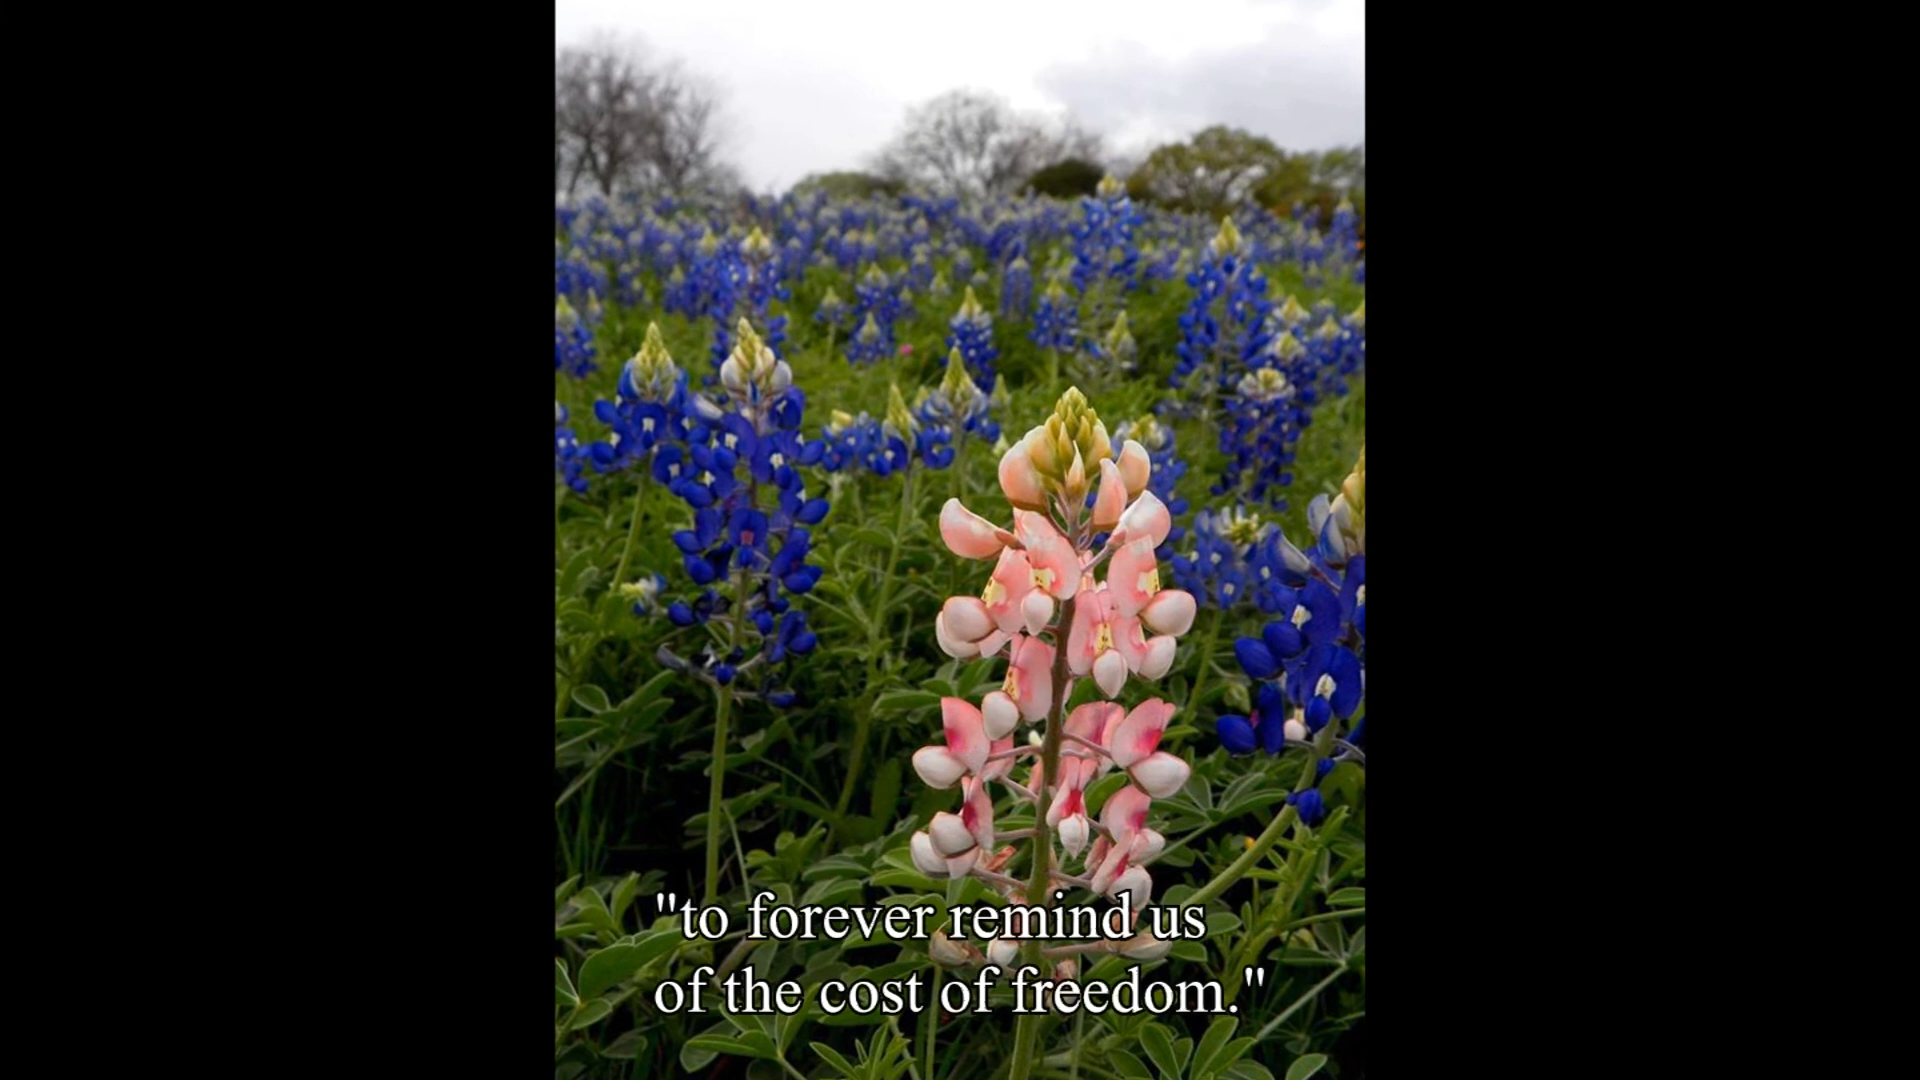 "to forever remind us
of the cost of freedom."